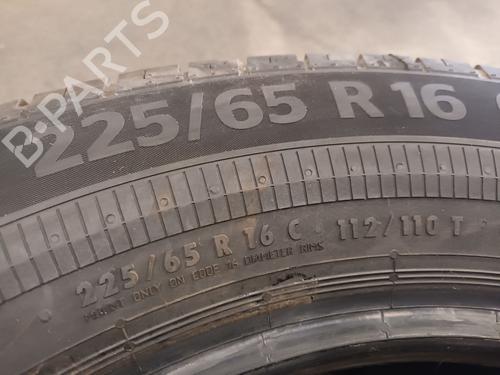 B-PARTS
225/65 R 16 C
225/65 R 16 C 112/110 T
MOUNT ONLY ON CODE 16 DIAMETER RIMS